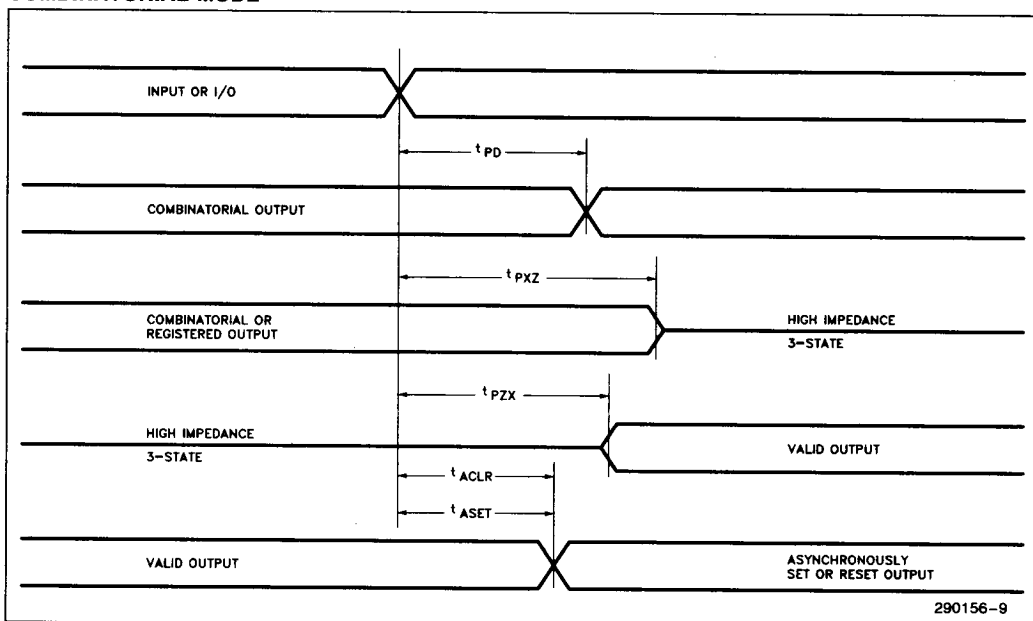 INPUT OR I/O
t PD
COMBINATORIAL OUTPUT
t PXZ
COMBINATORIAL OR
REGISTERED OUTPUT
HIGH IMPEDANCE
3-STATE
t PZX
HIGH IMPEDANCE
3-STATE
VALID OUTPUT
t ACLR
t ASET
VALID OUTPUT
ASYNCHRONOUSLY
SET OR RESET OUTPUT
290156-9